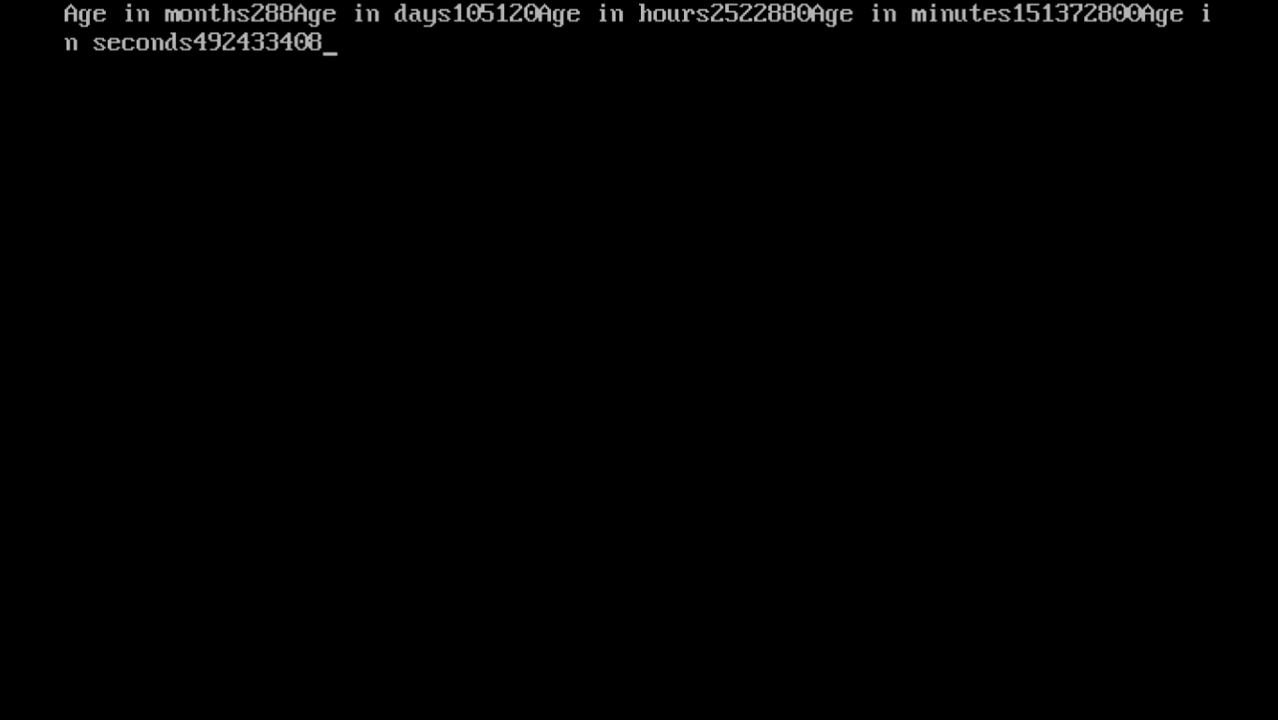 Age in months288Age in days105120Age in hours2522880Age in minutes151372800Age i
n seconds492433408_